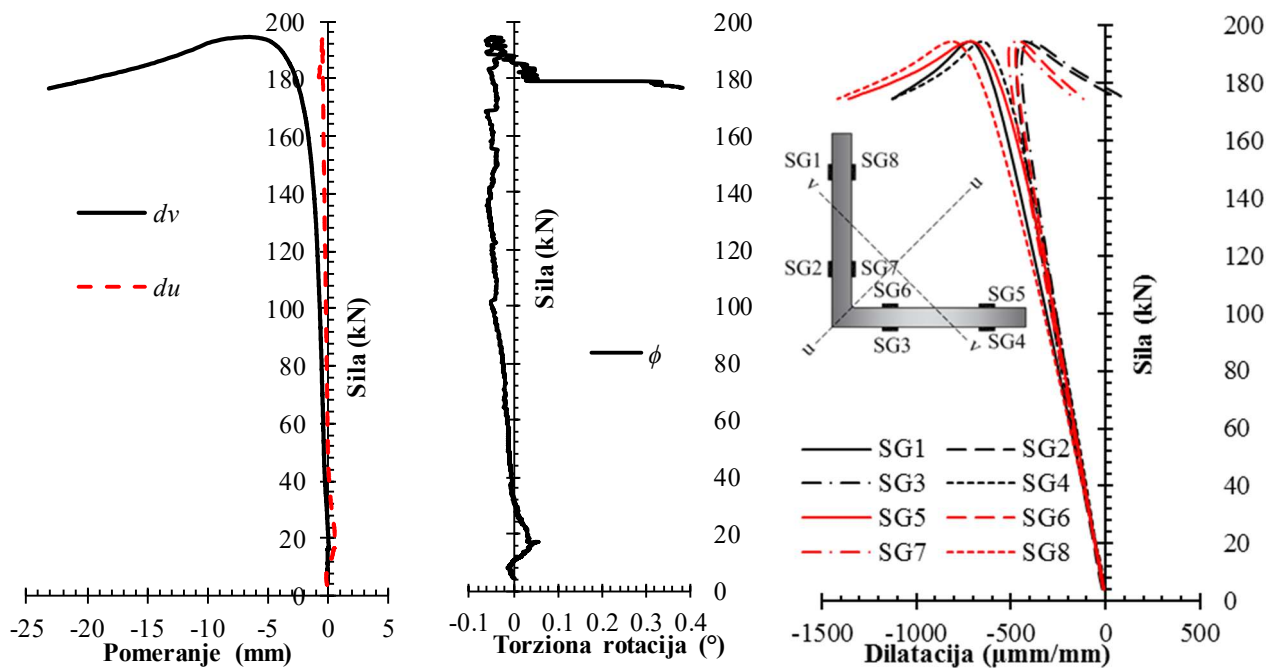 200
180
160
140
120
100
80
60
40
20
0
dv
du
Sila (kN)
-25 -20 -15 -10 -5 0 5
Pomeranje (mm)
200
180
160
140
120
100
80
60
40
20
0
Sila (kN)
ϕ
-0.1 0 0.1 0.2 0.3 0.4
Torziona rotacija (°)
200
180
160
140
120
100
80
60
40
20
0
Sila (kN)
SG1 SG8
v u
SG2 SG7
SG6 SG5
u SG3 v SG4
SG1 SG2
SG3 SG4
SG5 SG6
SG7 SG8
-1500 -1000 -500 0 500
Dilatacija (µmm/mm)